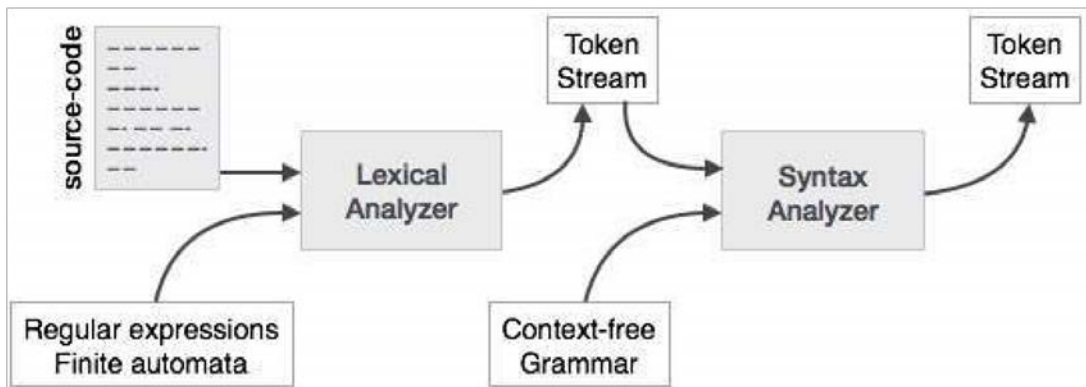 source-code
Token
Stream
Token
Stream
Lexical
Analyzer
Syntax
Analyzer
Regular expressions
Finite automata
Context-free
Grammar